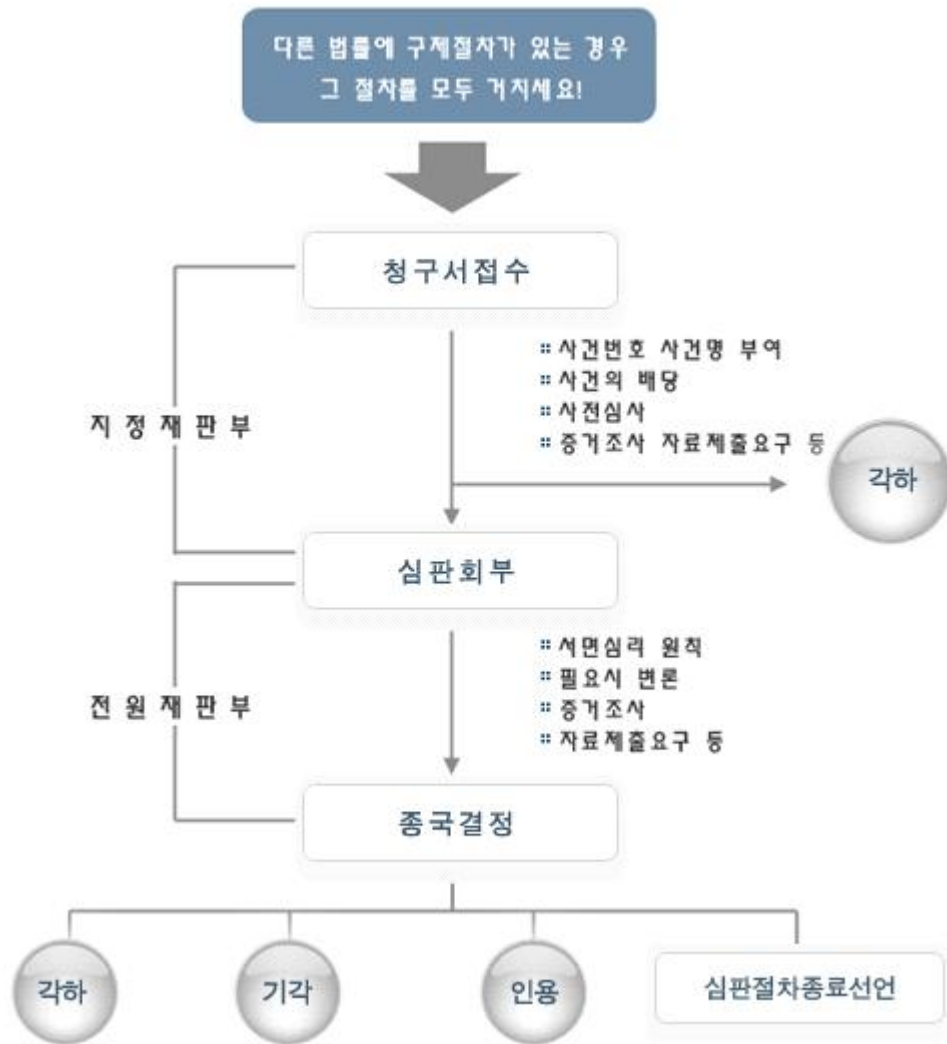 다른 법률에 구제절차가 있는 경우
그 절차를 모두 거치세요!
청구서접수
사건번호 사건명 부여
사건의 배당
사전심사
증거조사 자료제출요구 등
지정재판부
각하
심판회부
서면심리 원칙
필요시 변론
증거조사
자료제출요구 등
전원재판부
종국결정
각하
기각
인용
심판절차종료선언